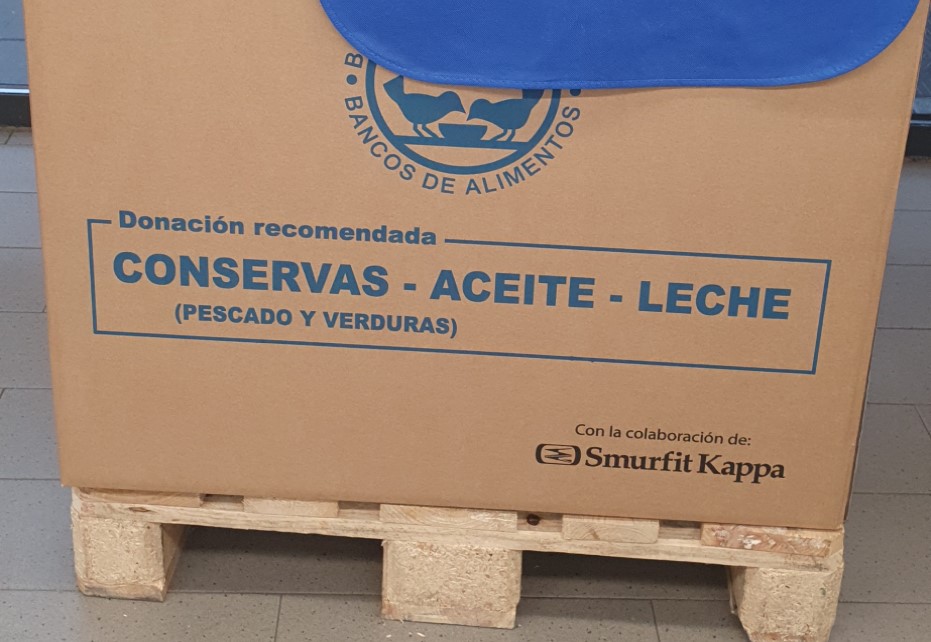 BANCOS DE ALIMENTOS
Donación recomendada
CONSERVAS - ACEITE - LECHE
(PESCADO Y VERDURAS)
Con la colaboración de:
Smurfit Kappa